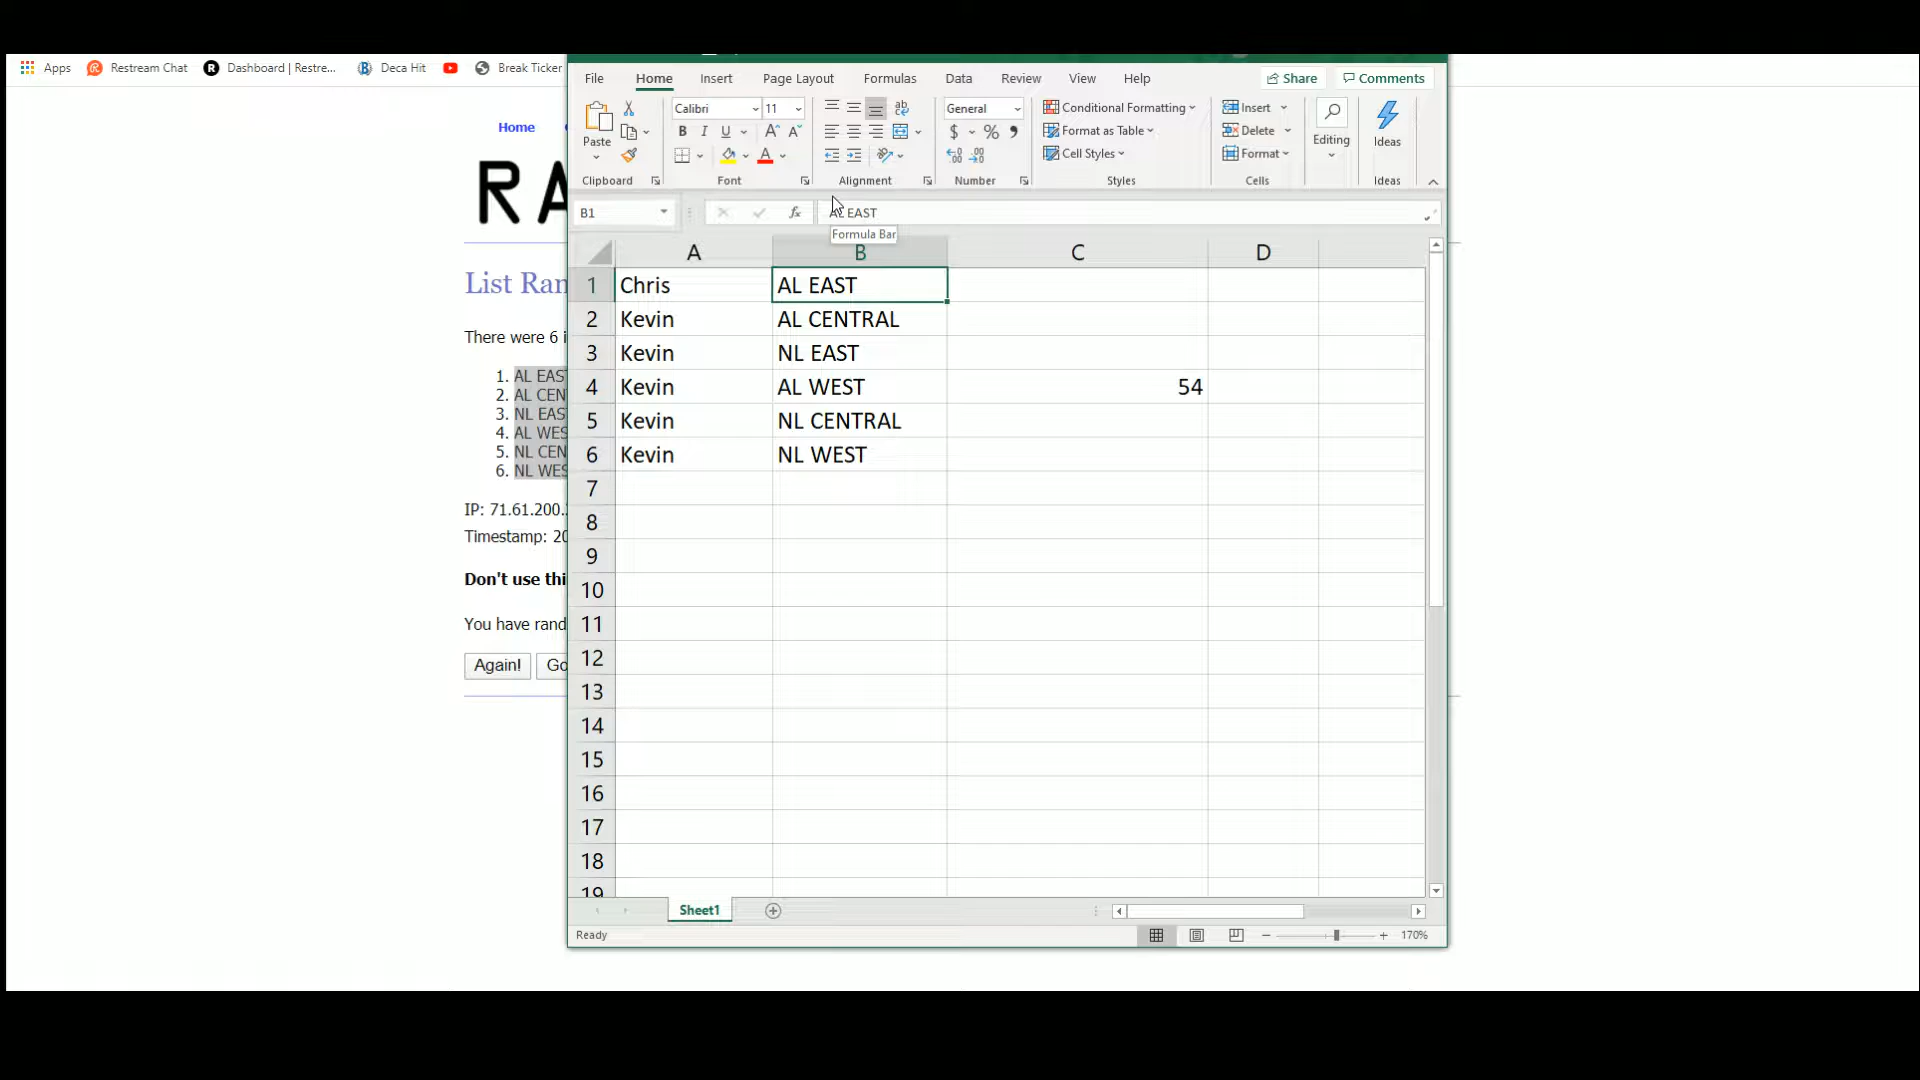 Apps Restream Chat Dashboard | Restre... Deca Hit Break Ticker
File Home Insert Page Layout Formulas Data Review View Help Share Comments
Home
Paste
Calibri 11
B I U
General
$ %
Conditional Formatting
Format as Table
Cell Styles
Insert
Delete
Format
Editing
Ideas
Clipboard Font Alignment Number Styles Cells Ideas
B1 fx AL EAST
Formula Bar
A B C D
1 Chris AL EAST
2 Kevin AL CENTRAL
3 Kevin NL EAST
4 Kevin AL WEST 54
5 Kevin NL CENTRAL
6 Kevin NL WEST
7
8
9
10
11
12
13
14
15
16
17
18
19
Sheet1
Ready 170%
RA
List Ran
There were 6 i
1. AL EAST
2. AL CEN
3. NL EAS
4. AL WES
5. NL CEN
6. NL WES
IP: 71.61.200.
Timestamp: 20
Don't use thi
You have rand
Again! Go